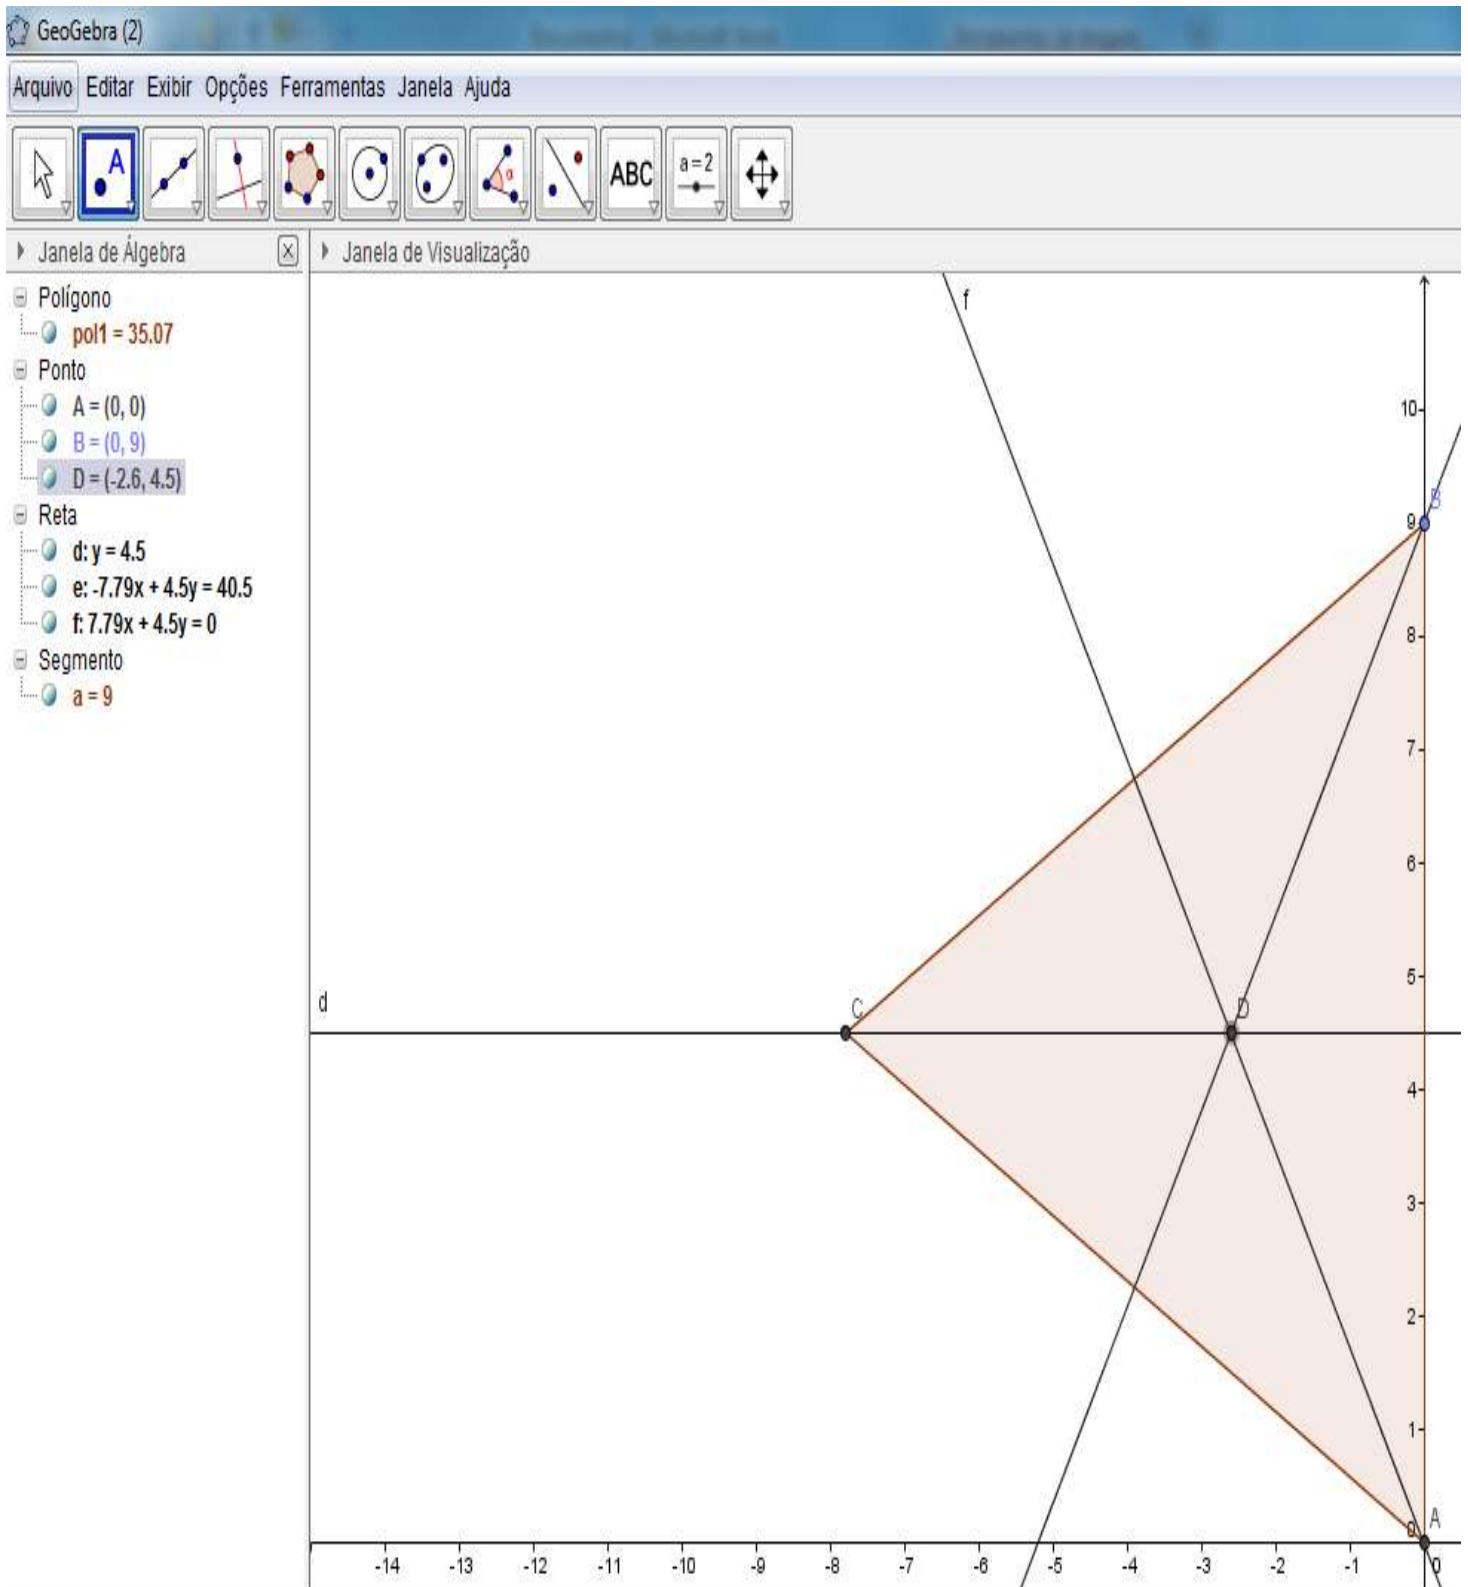 GeoGebra (2)
Arquivo Editar Exibir Opções Ferramentas Janela Ajuda
A
α
ABC
a = 2
Janela de Álgebra
Janela de Visualização
Polígono
pol1 = 35.07
Ponto
A = (0, 0)
B = (0, 9)
D = (-2.6, 4.5)
Reta
d: y = 4.5
e: -7.79x + 4.5y = 40.5
f: 7.79x + 4.5y = 0
Segmento
a = 9
f
10
B
9
8
7
6
5
d
C
D
4
3
2
1
0
A
-14 -13 -12 -11 -10 -9 -8 -7 -6 -5 -4 -3 -2 -1 0